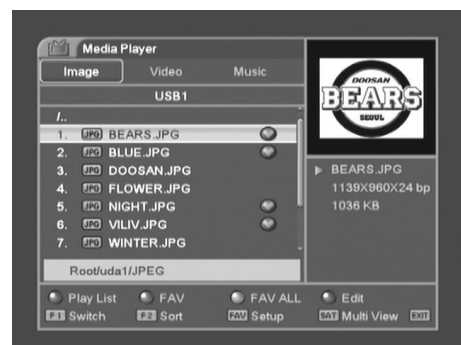 Media Player
Image Video Music
USB1
/..
1. JPG BEARS.JPG
2. JPG BLUE.JPG
3. JPG DOOSAN.JPG
4. JPG FLOWER.JPG
5. JPG NIGHT.JPG
6. JPG VILIV.JPG
7. JPG WINTER.JPG
Root/uda1/JPEG
DOOSAN
BEARS
SEOUL
BEARS.JPG
1139X960X24 bp
1036 KB
Play List FAV FAV ALL Edit
F1 Switch F2 Sort FAV Setup SAT Multi View EXIT